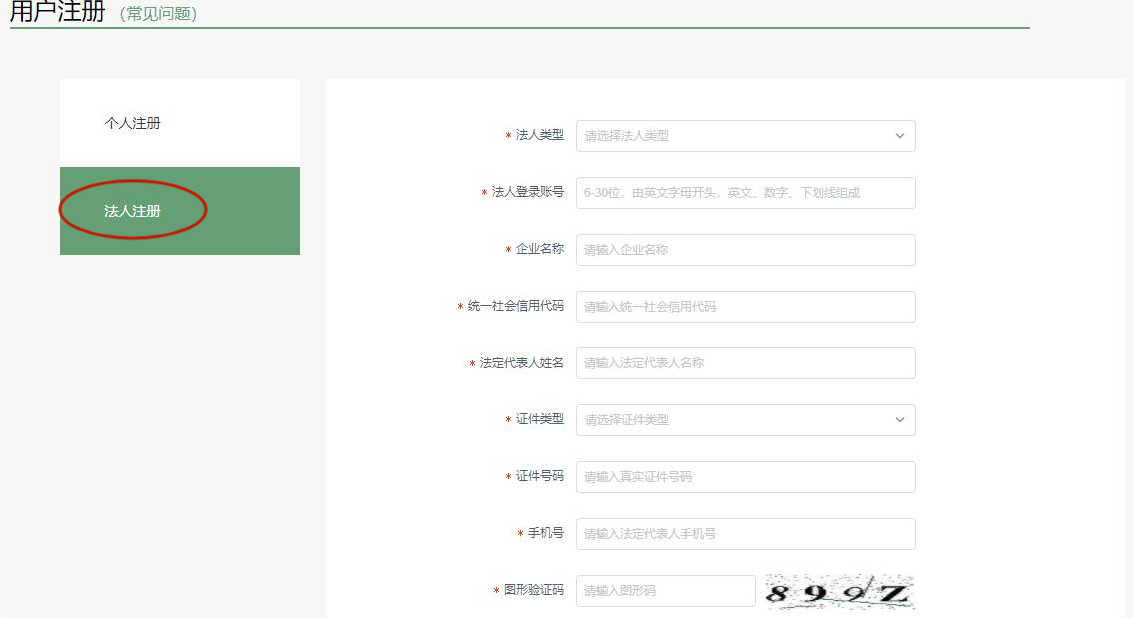 用户注册 (常见问题)
个人注册
法人注册
* 法人类型 请选择法人类型
* 法人登录账号 6-30位，由英文字母开头、英文、数字、下划线组成
* 企业名称 请输入企业名称
* 统一社会信用代码 请输入统一社会信用代码
* 法定代表人姓名 请输入法定代表人名称
* 证件类型 请选择证件类型
* 证件号码 请输入真实证件号码
* 手机号 请输入法定代表人手机号
* 图形验证码 请输入图形码 899Z